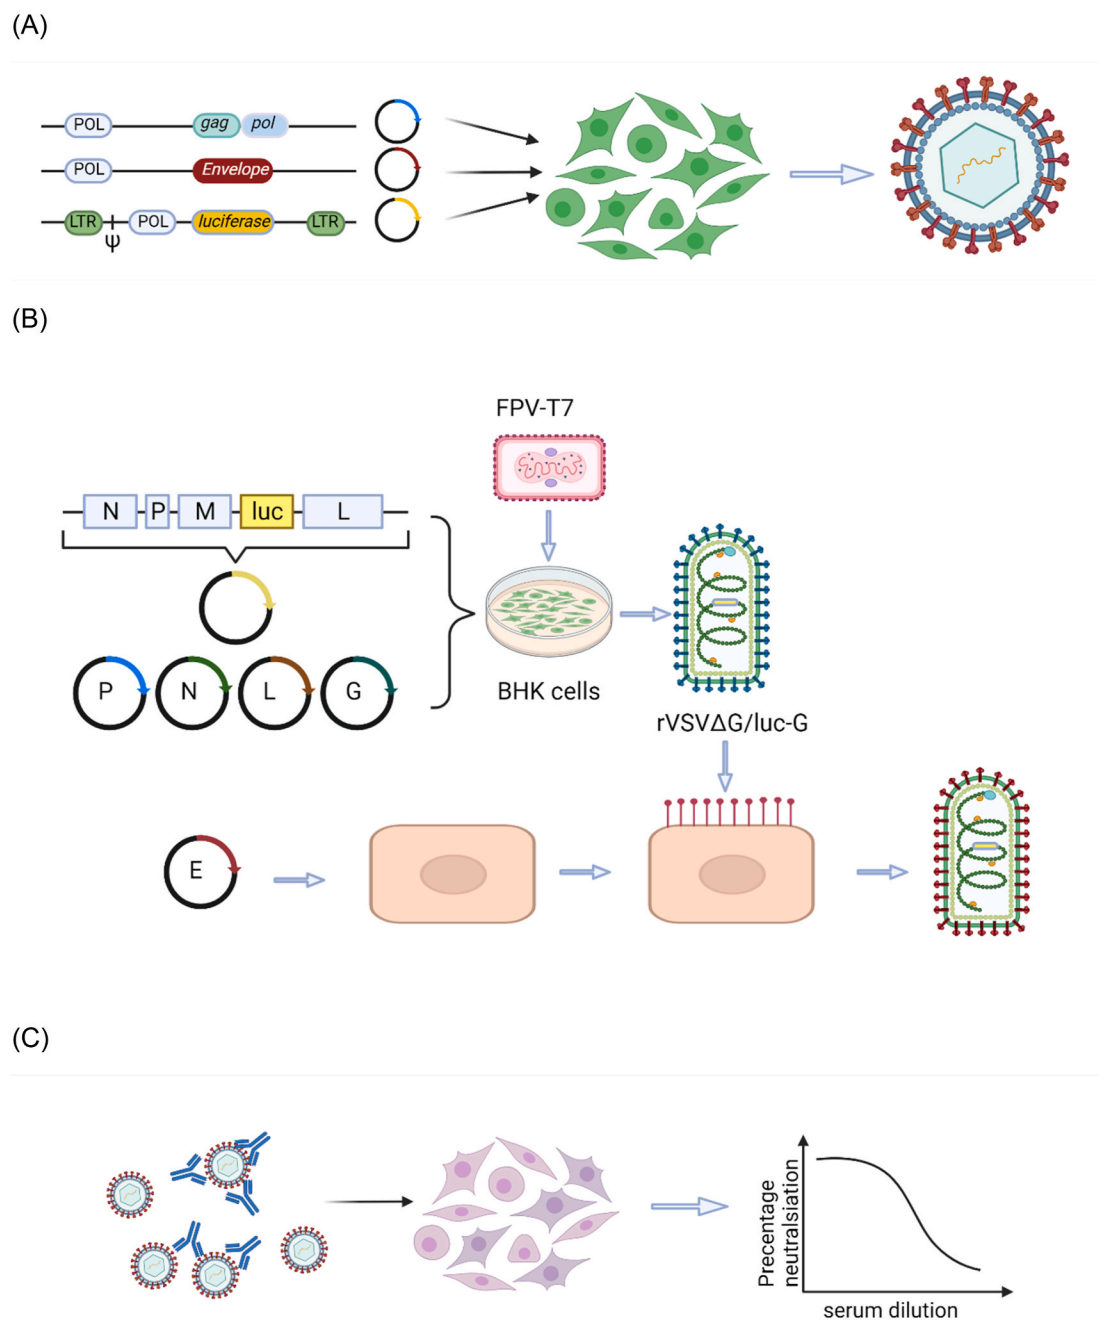 (A)
POL gag pol
POL Envelope
LTR ψ POL luciferase LTR
(B)
FPV-T7
N P M luc L
P N L G
BHK cells
rVSVΔG/luc-G
E
(C)
Precentage
neutralsiation
serum dilution